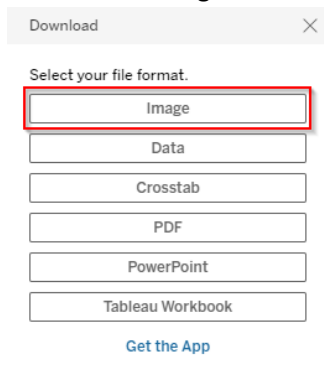 Download
Select your file format.
Image
Data
Crosstab
PDF
PowerPoint
Tableau Workbook
Get the App